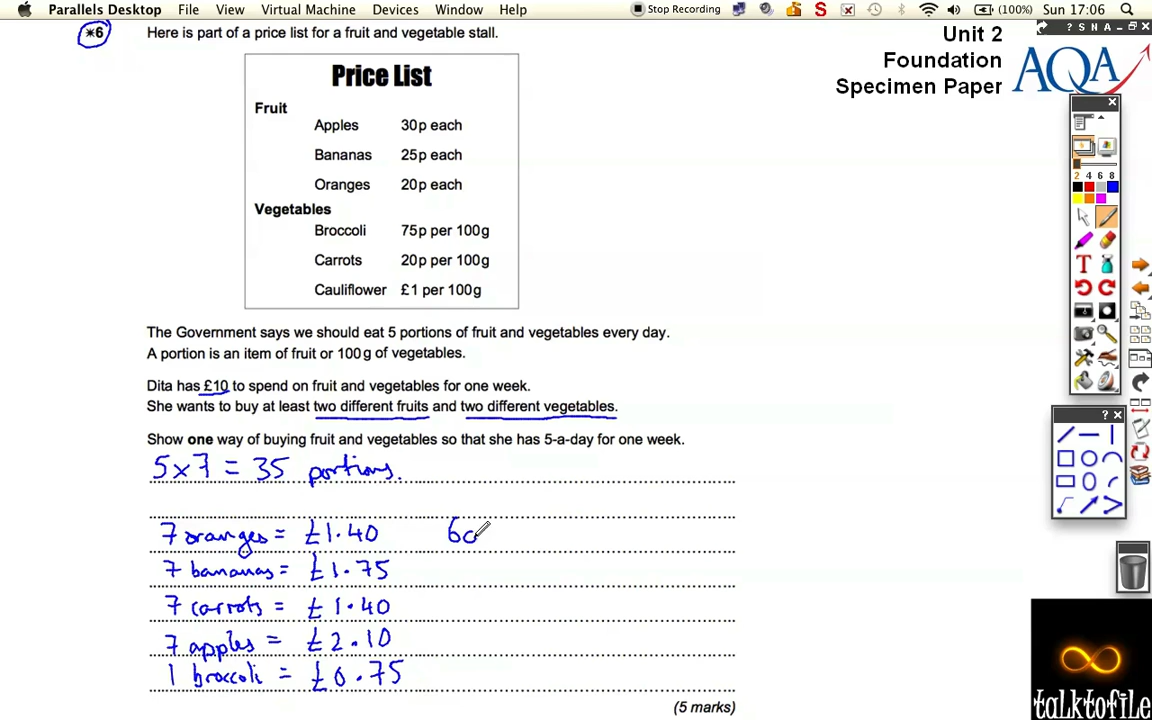 Parallels Desktop File View Virtual Machine Devices Window Help Stop Recording S (100%) Sun 17:06
*6 Here is part of a price list for a fruit and vegetable stall.
Unit 2
Foundation
Specimen Paper
AQA
? S N A
Price List
Fruit
Apples 30p each
Bananas 25p each
Oranges 20p each
Vegetables
Broccoli 75p per 100g
Carrots 20p per 100g
Cauliflower £1 per 100g
2 4 6 8
T
?
The Government says we should eat 5 portions of fruit and vegetables every day.
A portion is an item of fruit or 100g of vegetables.
Dita has £10 to spend on fruit and vegetables for one week.
She wants to buy at least two different fruits and two different vegetables.
Show one way of buying fruit and vegetables so that she has 5-a-day for one week.
5 x 7 = 35 portions.
7 oranges = £1.40 6c
7 bananas = £1.75
7 carrots = £1.40
7 apples = £2.10
1 broccoli = £0.75
(5 marks)
talktofile